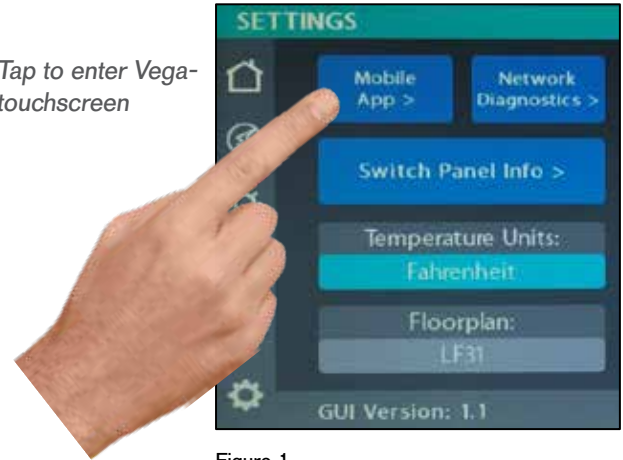 SETTINGS
Tap to enter Vega-
touchscreen
Mobile
App >
Network
Diagnostics >
Switch Panel Info >
Temperature Units:
Fahrenheit
Floorplan:
LF31
GUI Version: 1.1
Figure 1